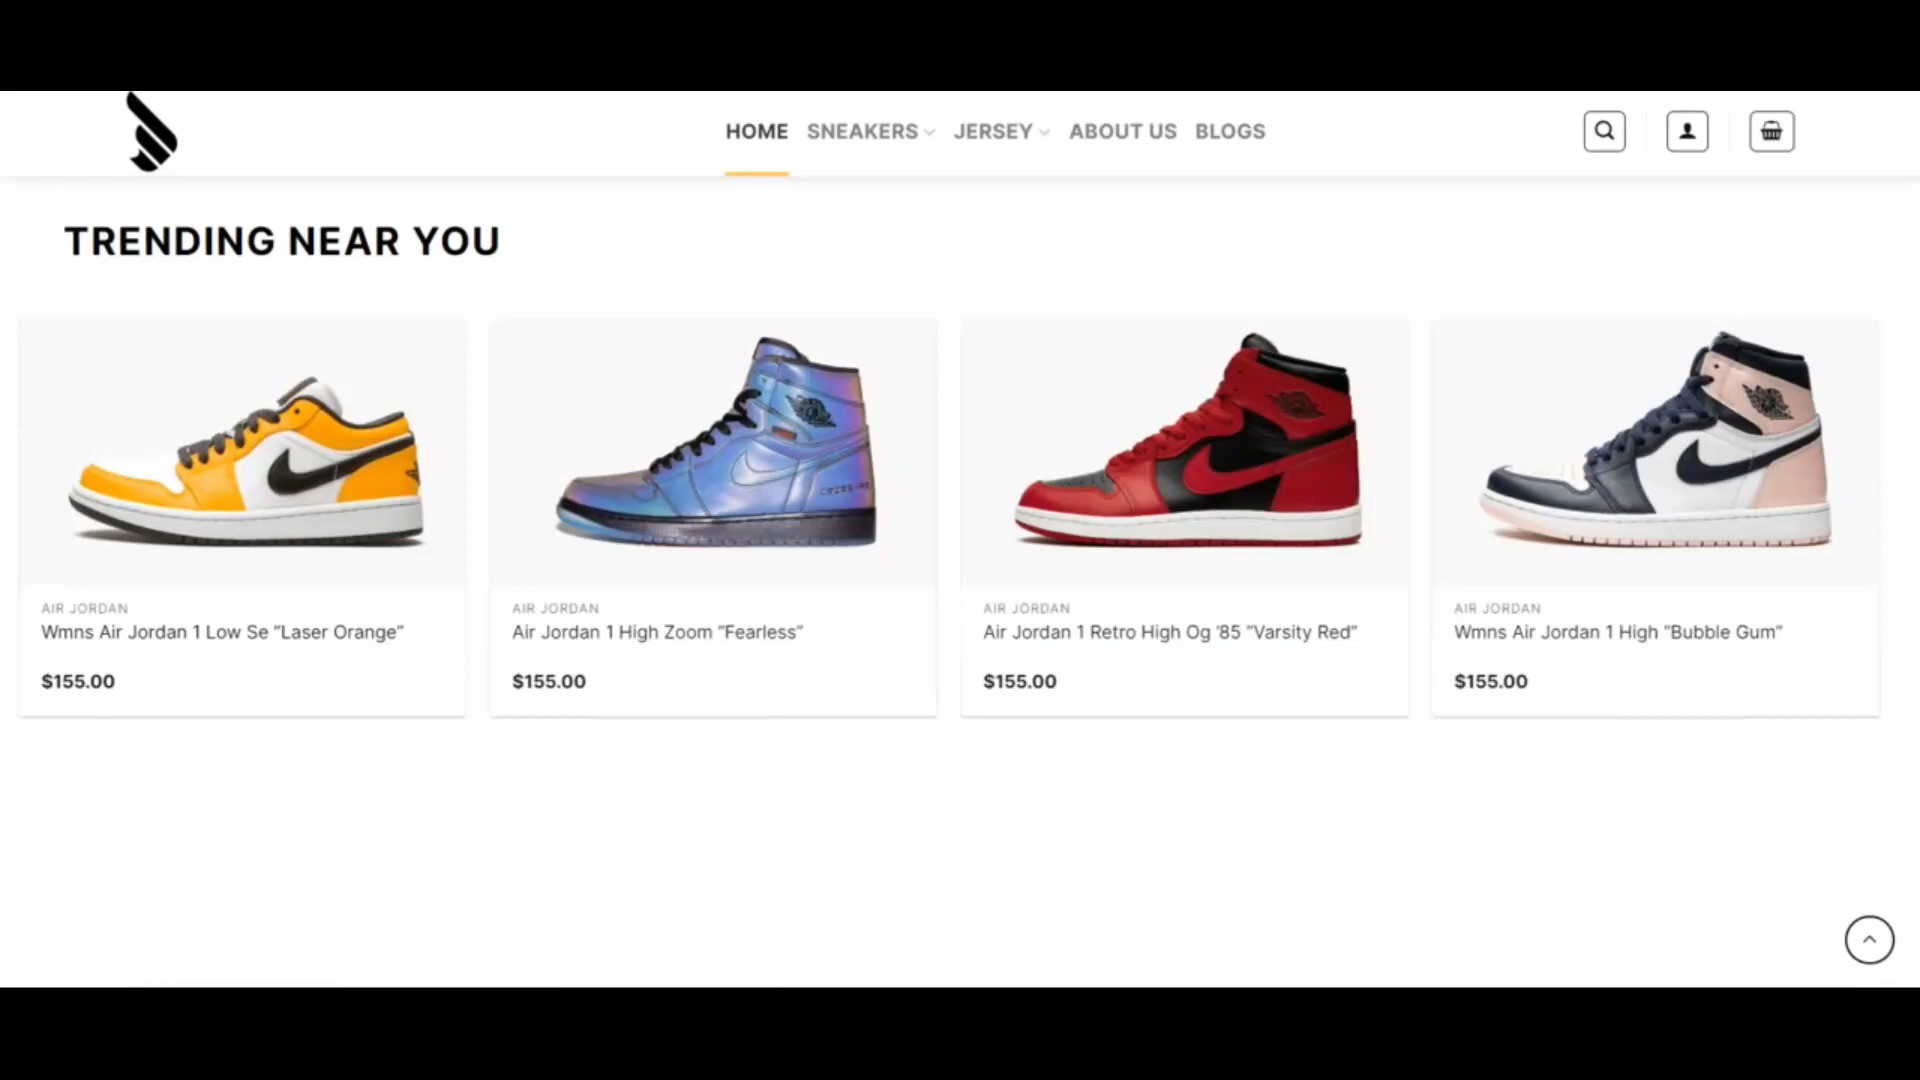 HOME SNEAKERS JERSEY ABOUT US BLOGS
TRENDING NEAR YOU
AIR JORDAN
Wmns Air Jordan 1 Low Se “Laser Orange”
$155.00
AIR JORDAN
Air Jordan 1 High Zoom “Fearless”
$155.00
AIR JORDAN
Air Jordan 1 Retro High Og ’85 “Varsity Red”
$155.00
AIR JORDAN
Wmns Air Jordan 1 High “Bubble Gum”
$155.00